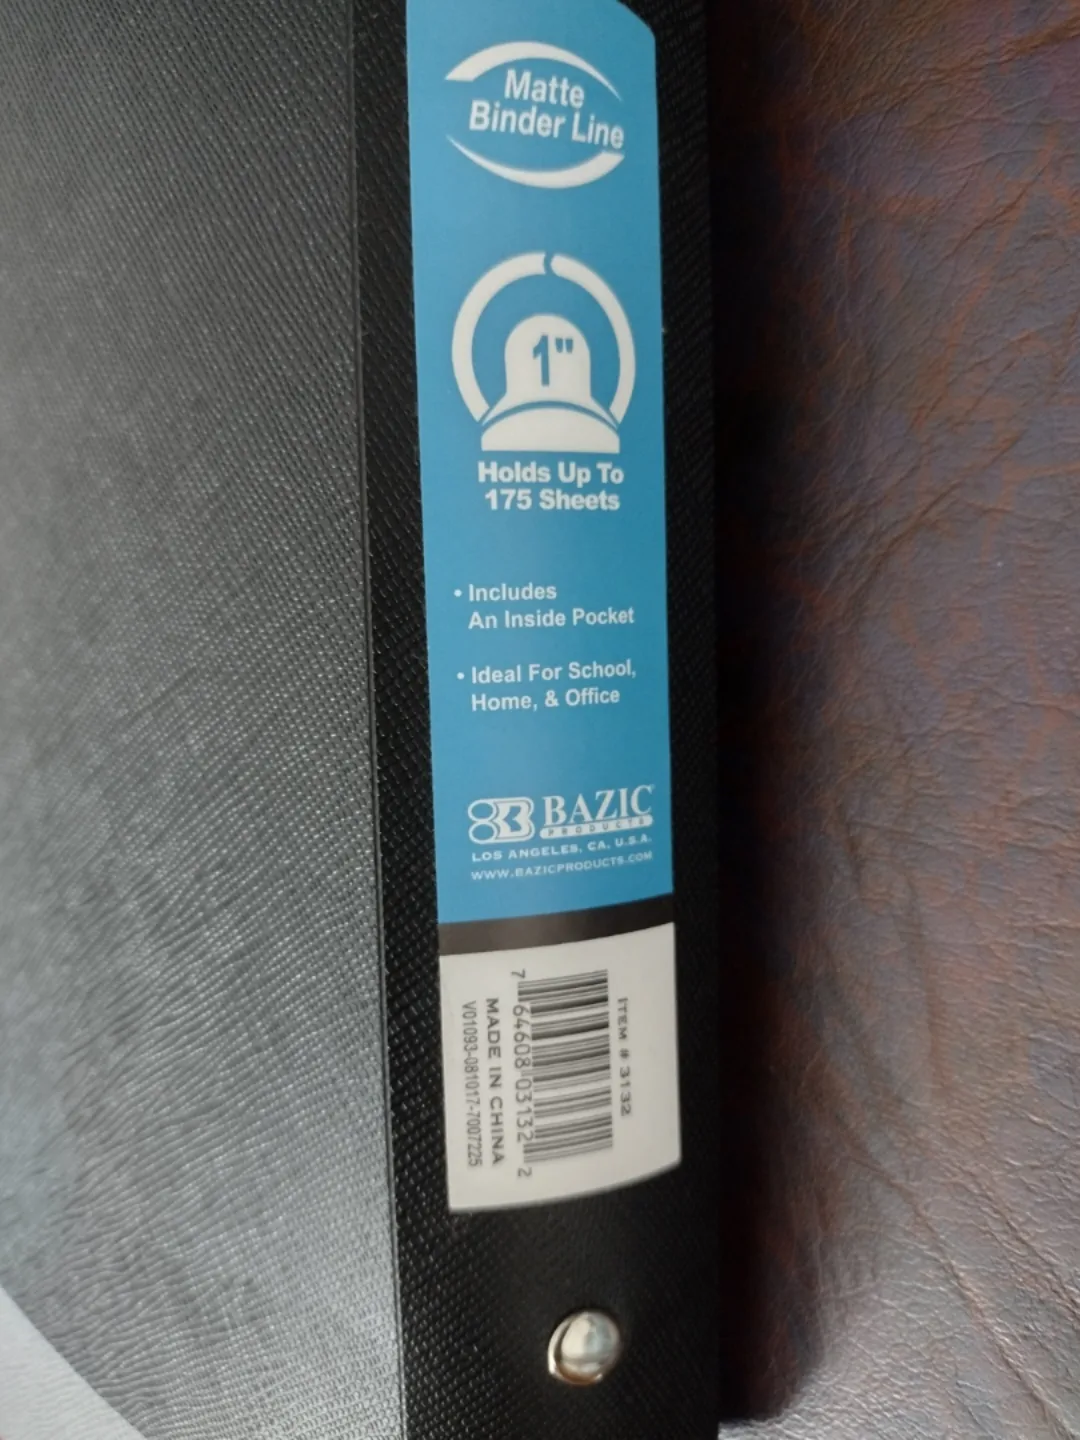 Matte
Binder Line
1"
Holds Up To
175 Sheets
• Includes
An Inside Pocket
• Ideal For School,
Home, & Office
B BAZIC
PRODUCTS
LOS ANGELES, CA, U.S.A.
WWW.BAZICPRODUCTS.COM
ITEM # 3132
7 64608 03132 2
MADE IN CHINA
V01093-081017-7007225